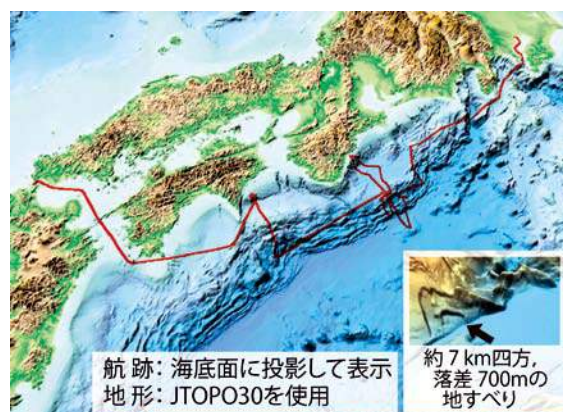 航 跡：海底面に投影して表示
地 形：JTOPO30を使用
約 7 km四方，
落差 700mの
地すべり